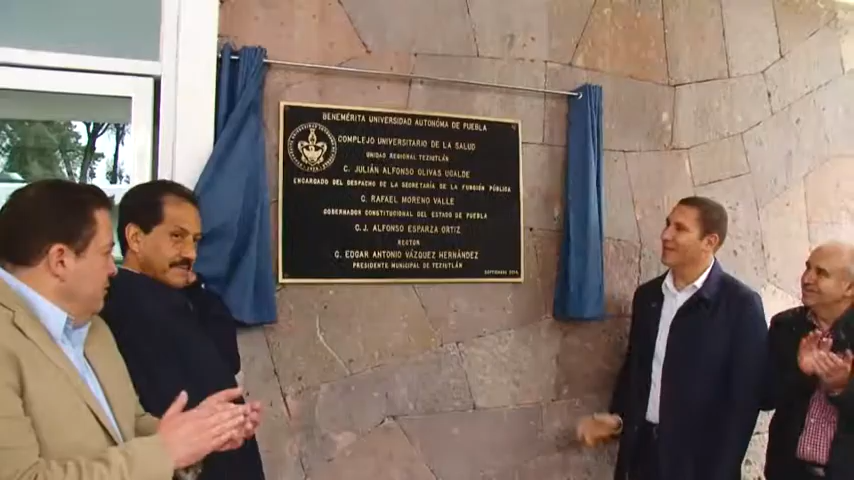 BENEMÉRITA UNIVERSIDAD AUTÓNOMA DE PUEBLA
COMPLEJO UNIVERSITARIO DE LA SALUD
UNIDAD REGIONAL TEZIUTLÁN
C. JULIÁN ALFONSO OLIVAS UGALDE
ENCARGADO DEL DESPACHO DE LA SECRETARÍA DE LA FUNCIÓN PÚBLICA
C. RAFAEL MORENO VALLE
GOBERNADOR CONSTITUCIONAL DEL ESTADO DE PUEBLA
C. J. ALFONSO ESPARZA ORTIZ
RECTOR
C. EDGAR ANTONIO VÁZQUEZ HERNÁNDEZ
PRESIDENTE MUNICIPAL DE TEZIUTLÁN